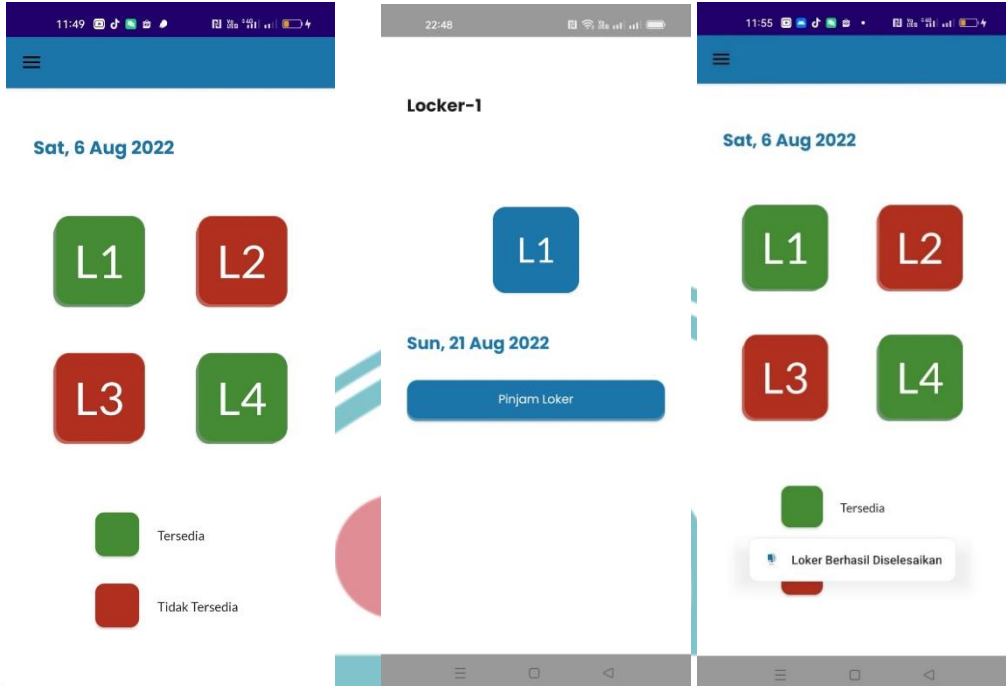 11:49
Sat, 6 Aug 2022
L1
L2
L3
L4
Tersedia
Tidak Tersedia
22:48
Locker-1
L1
Sun, 21 Aug 2022
Pinjam Loker
11:55
Sat, 6 Aug 2022
L1
L2
L3
L4
Tersedia
Loker Berhasil Diselesaikan